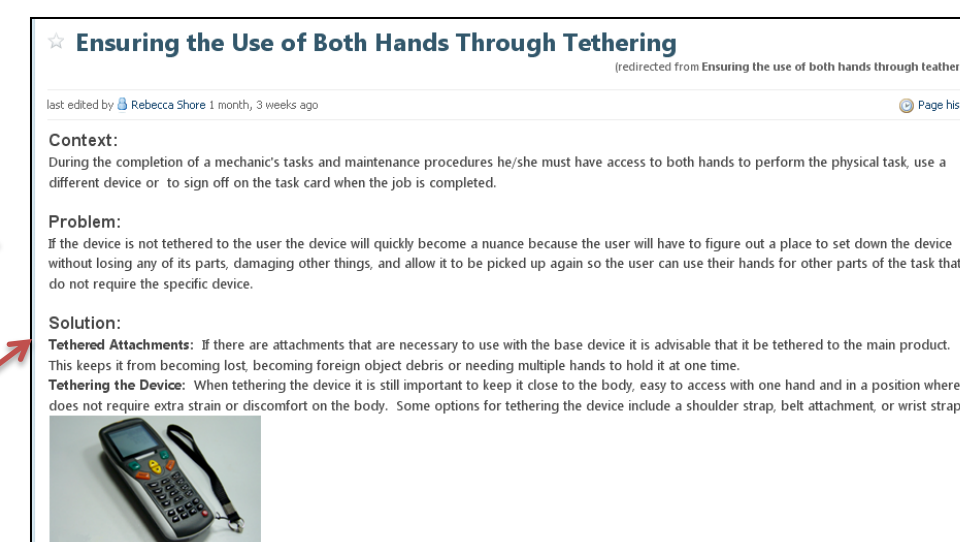 Ensuring the Use of Both Hands Through Tethering
(redirected from Ensuring the use of both hands through teather
last edited by Rebecca Shore 1 month, 3 weeks ago Page his
Context:
During the completion of a mechanic's tasks and maintenance procedures he/she must have access to both hands to perform the physical task, use a
different device or to sign off on the task card when the job is completed.
Problem:
If the device is not tethered to the user the device will quickly become a nuance because the user will have to figure out a place to set down the device
without losing any of its parts, damaging other things, and allow it to be picked up again so the user can use their hands for other parts of the task that
do not require the specific device.
Solution:
Tethered Attachments: If there are attachments that are necessary to use with the base device it is advisable that it be tethered to the main product.
This keeps it from becoming lost, becoming foreign object debris or needing multiple hands to hold it at one time.
Tethering the Device: When tethering the device it is still important to keep it close to the body, easy to access with one hand and in a position where
does not require extra strain or discomfort on the body. Some options for tethering the device include a shoulder strap, belt attachment, or wrist strap